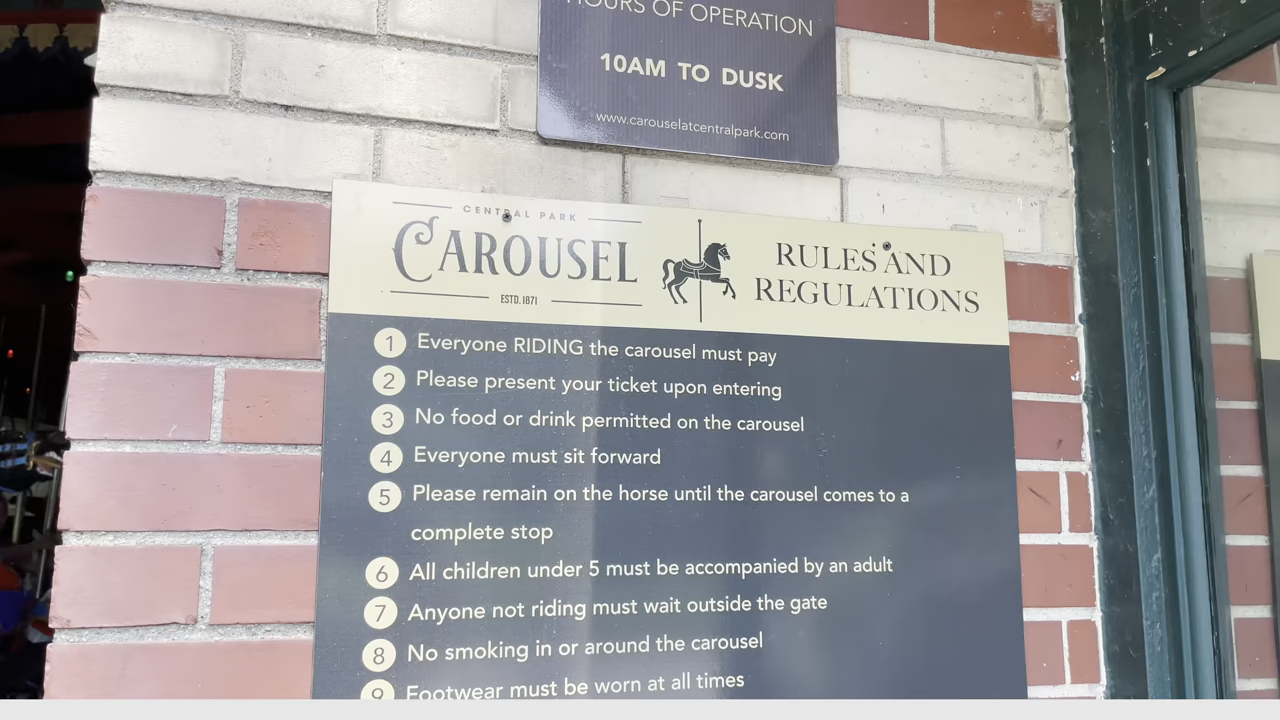 HOURS OF OPERATION
10AM TO DUSK
www.carouselatcentralpark.com
CENTRAL PARK
CAROUSEL
ESTD. 1871
RULES AND
REGULATIONS
1 Everyone RIDING the carousel must pay
2 Please present your ticket upon entering
3 No food or drink permitted on the carousel
4 Everyone must sit forward
5 Please remain on the horse until the carousel comes to a
complete stop
6 All children under 5 must be accompanied by an adult
7 Anyone not riding must wait outside the gate
8 No smoking in or around the carousel
9 Footwear must be worn at all times